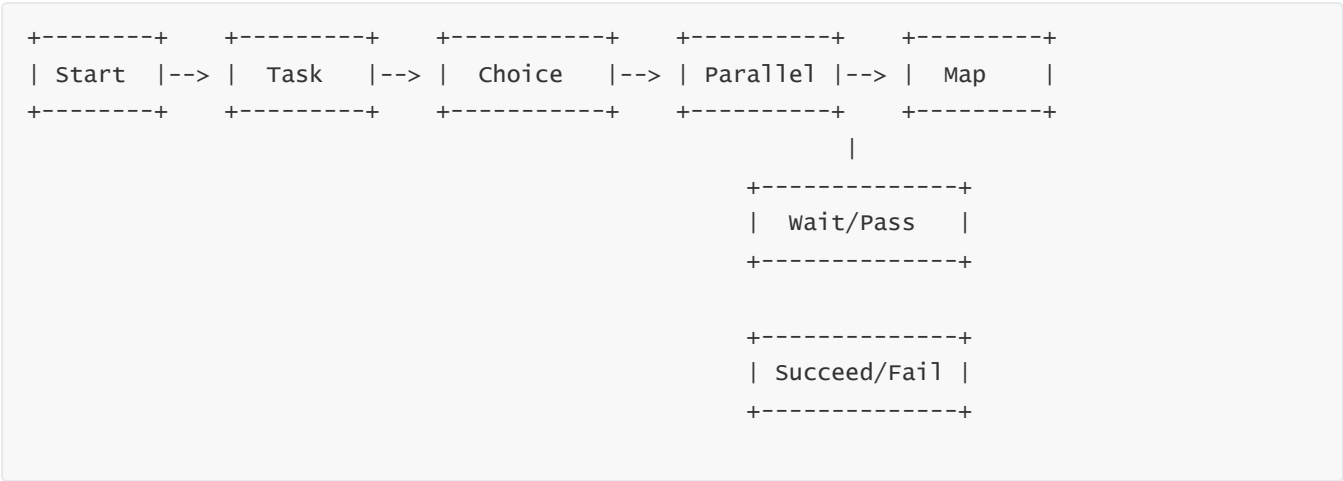 +--------+    +---------+    +-----------+    +----------+    +---------+
| Start  |--> |  Task   |--> |  Choice   |--> | Parallel |--> |  Map    |
+--------+    +---------+    +-----------+    +----------+    +---------+
                                                          |
                                                   +--------------+
                                                   |  Wait/Pass   |
                                                   +--------------+

                                                   +--------------+
                                                   | Succeed/Fail |
                                                   +--------------+